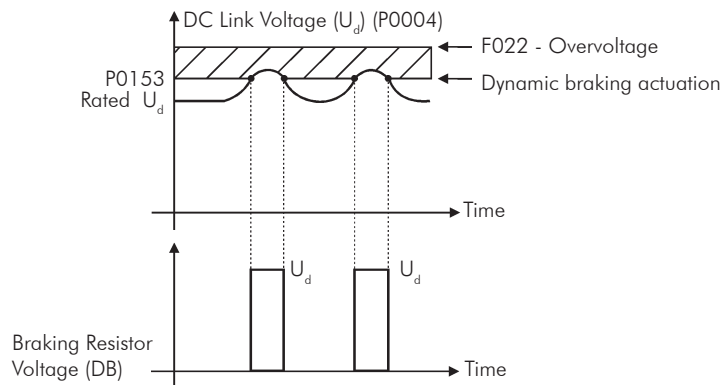 DC Link Voltage (Ud) (P0004)
F022 - Overvoltage
P0153
Dynamic braking actuation
Rated Ud
Time
Ud
Ud
Braking Resistor
Voltage (DB)
Time